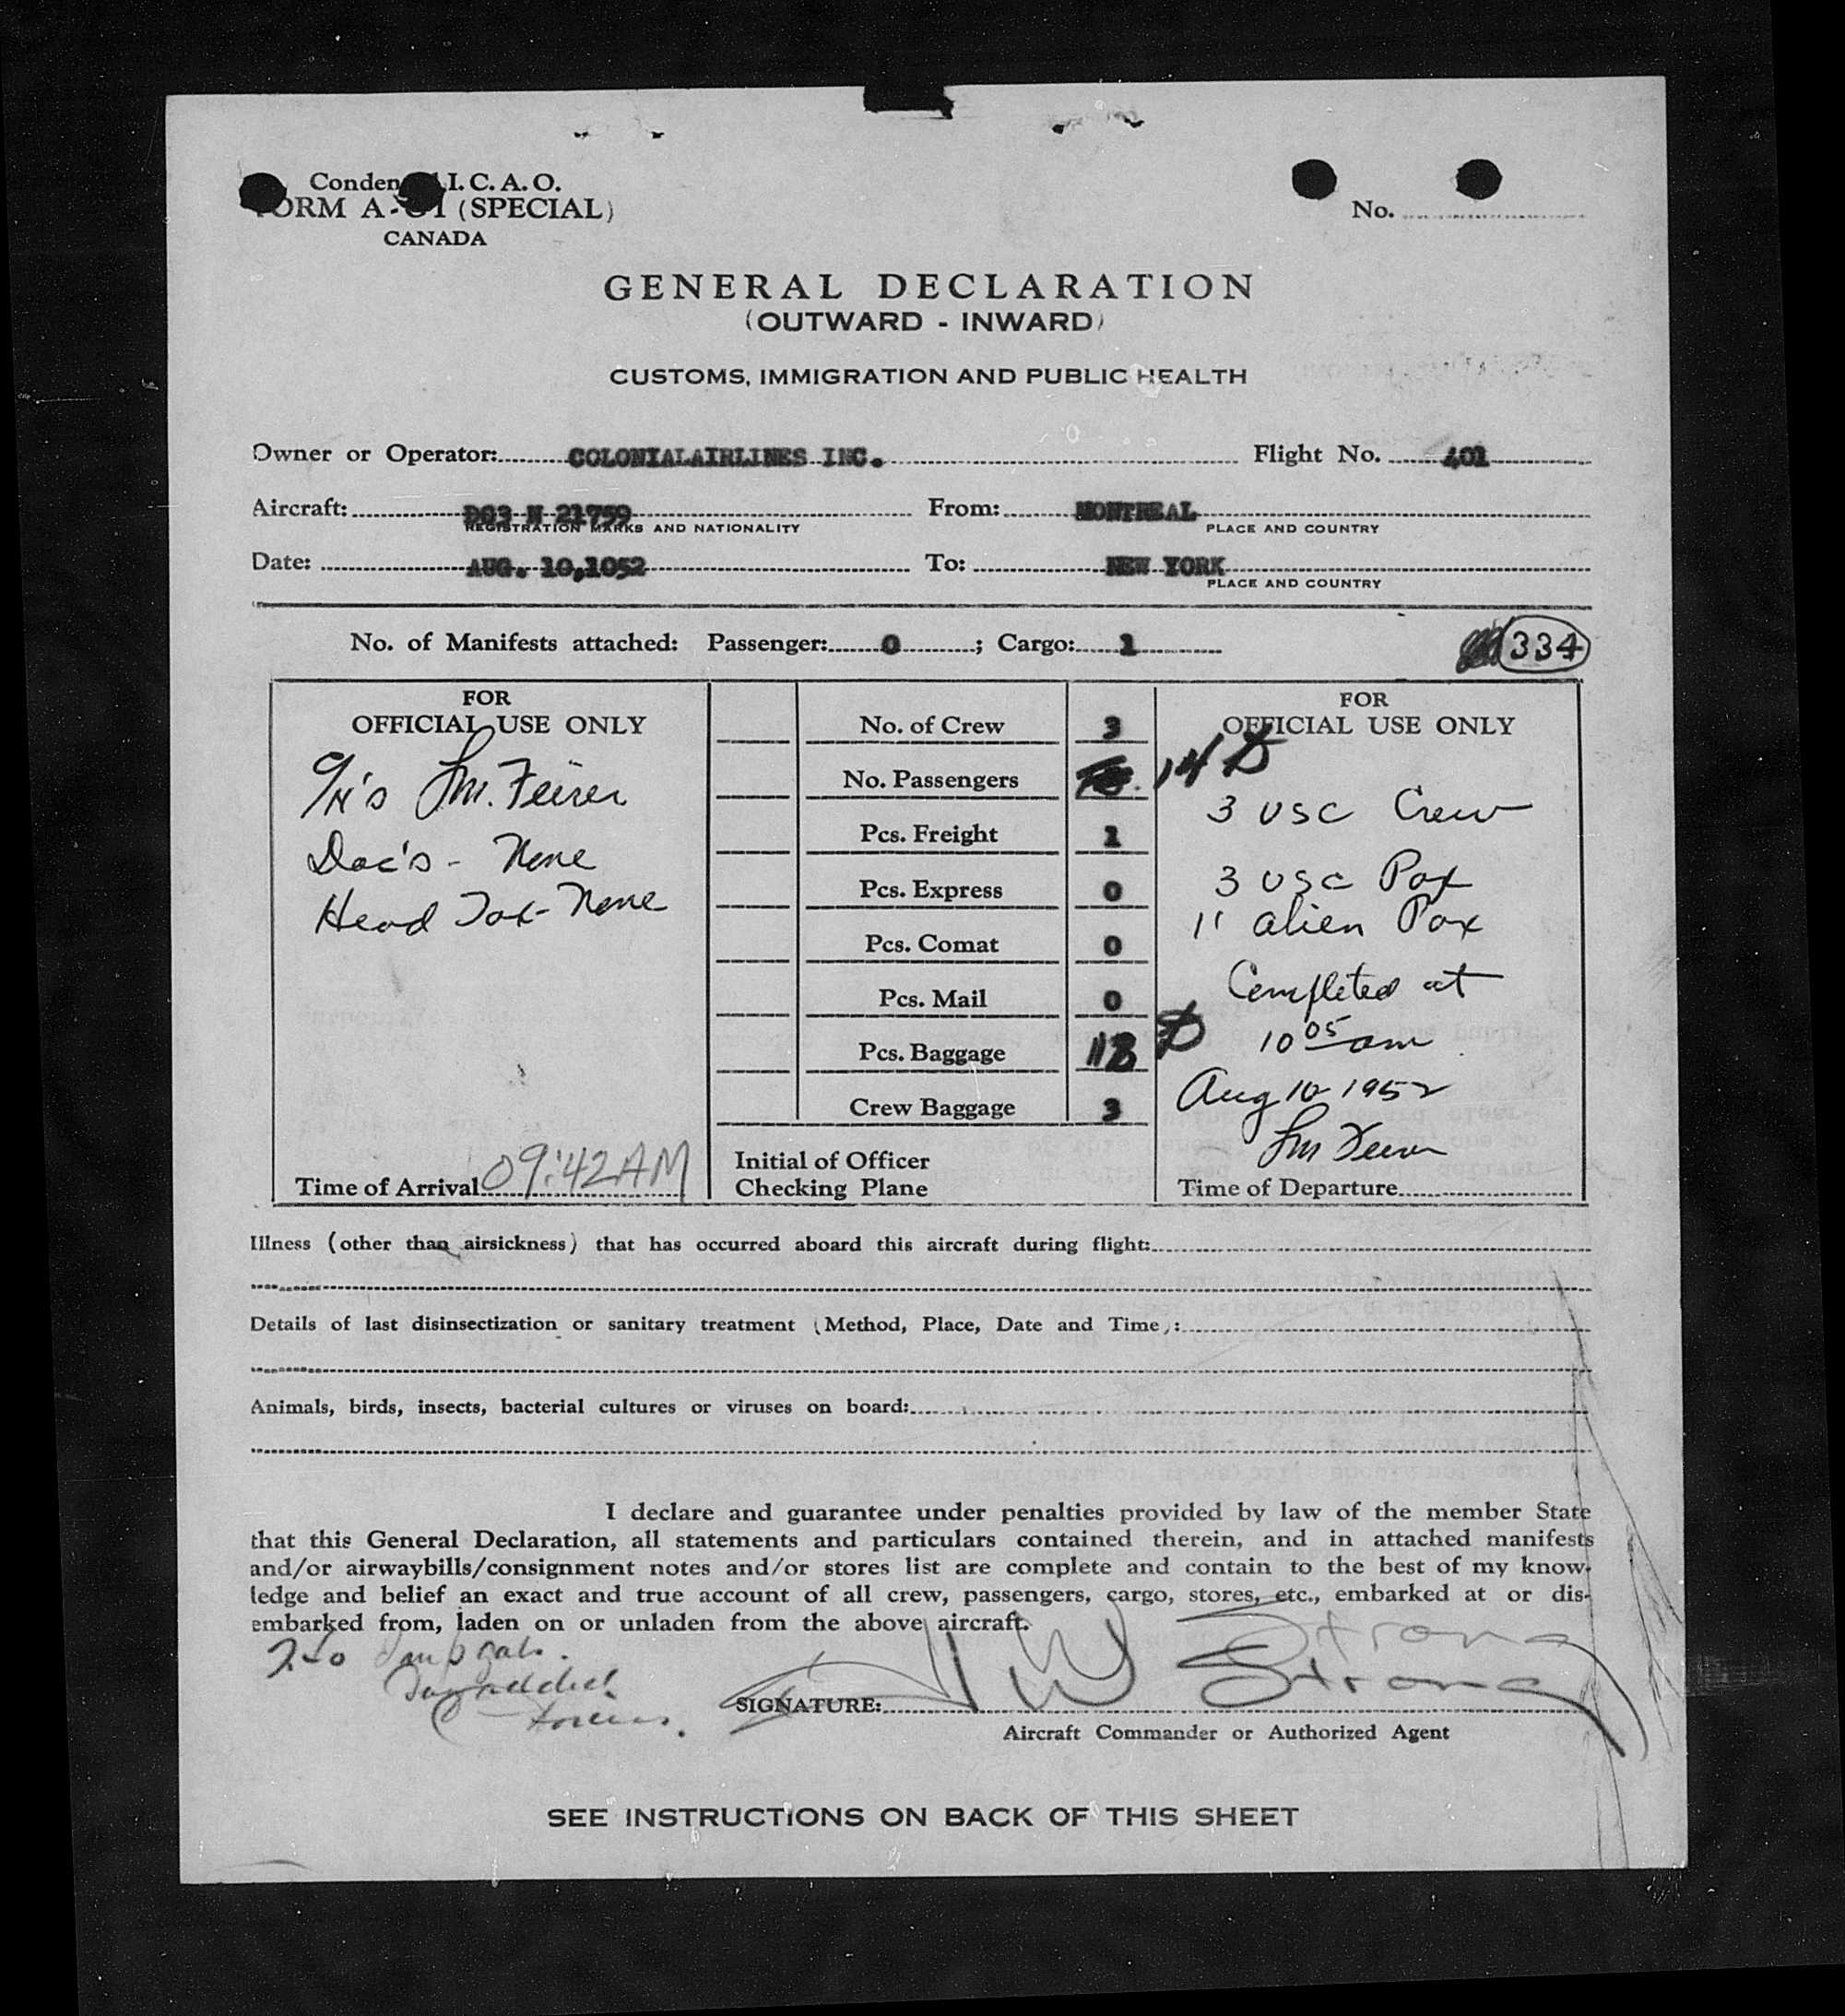 I. C. A. O.
FORM A- (SPECIAL)
CANADA
No.
GENERAL DECLARATION
(OUTWARD - INWARD)
CUSTOMS, IMMIGRATION AND PUBLIC HEALTH
Owner or Operator: COLONIALAIRLINES INC. Flight No. 401
Aircraft: DC3 N 21759 From: MONTREAL
REGISTRATION MARKS AND NATIONALITY PLACE AND COUNTRY
Date: AUG. 10,1052 To: NEW YORK
PLACE AND COUNTRY
No. of Manifests attached: Passenger: 0 ; Cargo: 1 334
FOR
OFFICIAL USE ONLY
Doc's - None
Head Tax - None
Time of Arrival 09:42AM
No. of Crew 3
No. Passengers 14
Pcs. Freight 1
Pcs. Express 0
Pcs. Comat 0
Pcs. Mail 0
Pcs. Baggage
Crew Baggage 3
Initial of Officer
Checking Plane
FOR
OFFICIAL USE ONLY
3 USC Crew
3 USC Pax
11 alien Pax
Completed at
10 05 am
Aug 10 1952
Time of Departure
Illness (other than airsickness) that has occurred aboard this aircraft during flight:
Details of last disinsectization or sanitary treatment (Method, Place, Date and Time):
Animals, birds, insects, bacterial cultures or viruses on board:
I declare and guarantee under penalties provided by law of the member State
that this General Declaration, all statements and particulars contained therein, and in attached manifests
and/or airwaybills/consignment notes and/or stores list are complete and contain to the best of my know-
ledge and belief an exact and true account of all crew, passengers, cargo, stores, etc., embarked at or dis-
embarked from, laden on or unladen from the above aircraft.
Strong
SIGNATURE: W Strong
Aircraft Commander or Authorized Agent
SEE INSTRUCTIONS ON BACK OF THIS SHEET